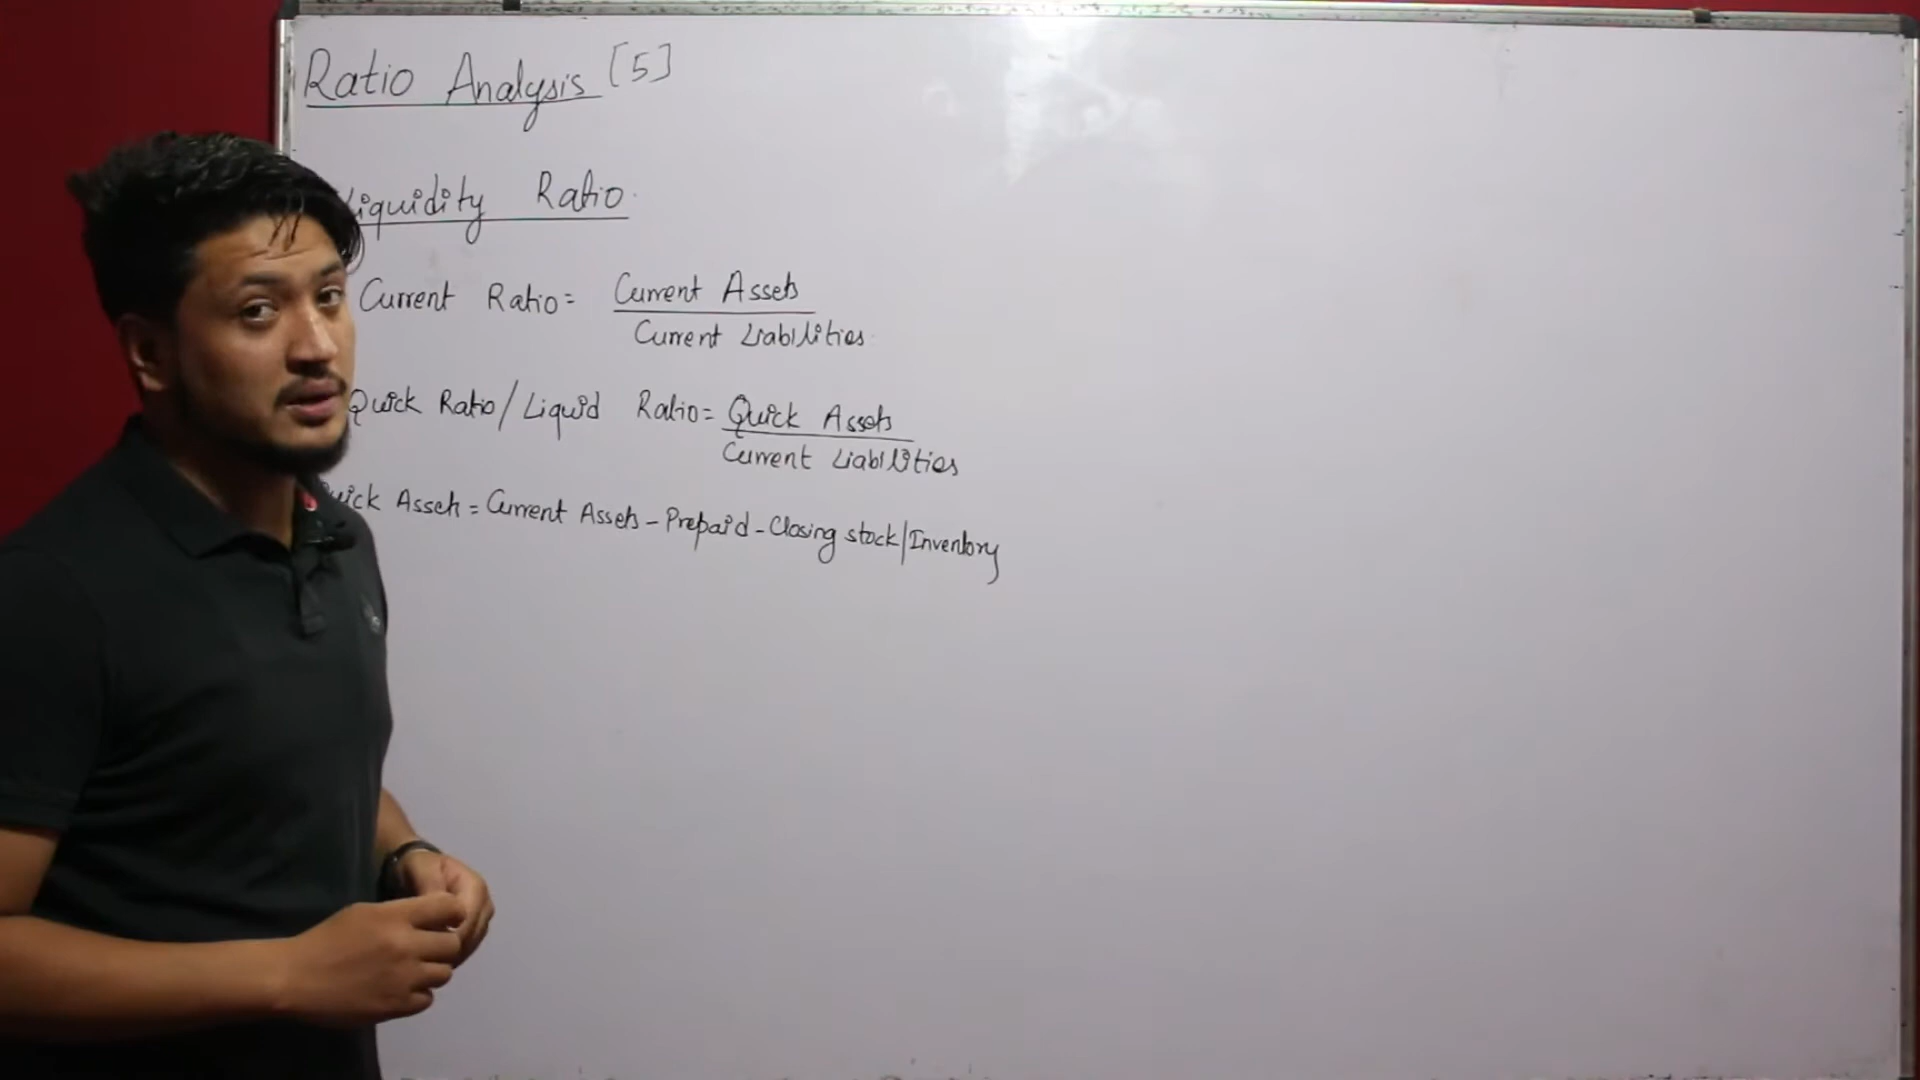 Ratio Analysis [5]
Liquidity Ratio.
Current Ratio = Current Assets
Current Liabilities.
Quick Ratio / Liquid Ratio = Quick Assets
Current Liabilities
Quick Assets = Current Assets - Prepaid - Closing stock/Inventory